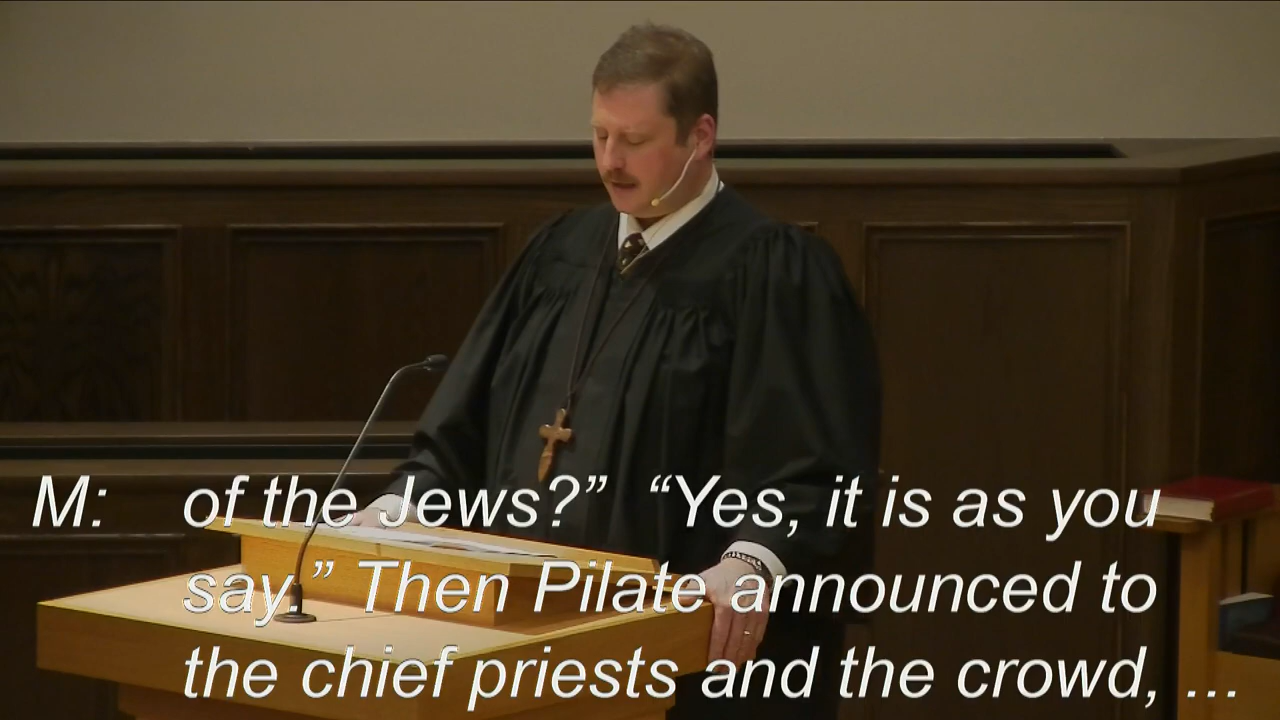 M: of the Jews?” “Yes, it is as you
say.” Then Pilate announced to
the chief priests and the crowd, ...